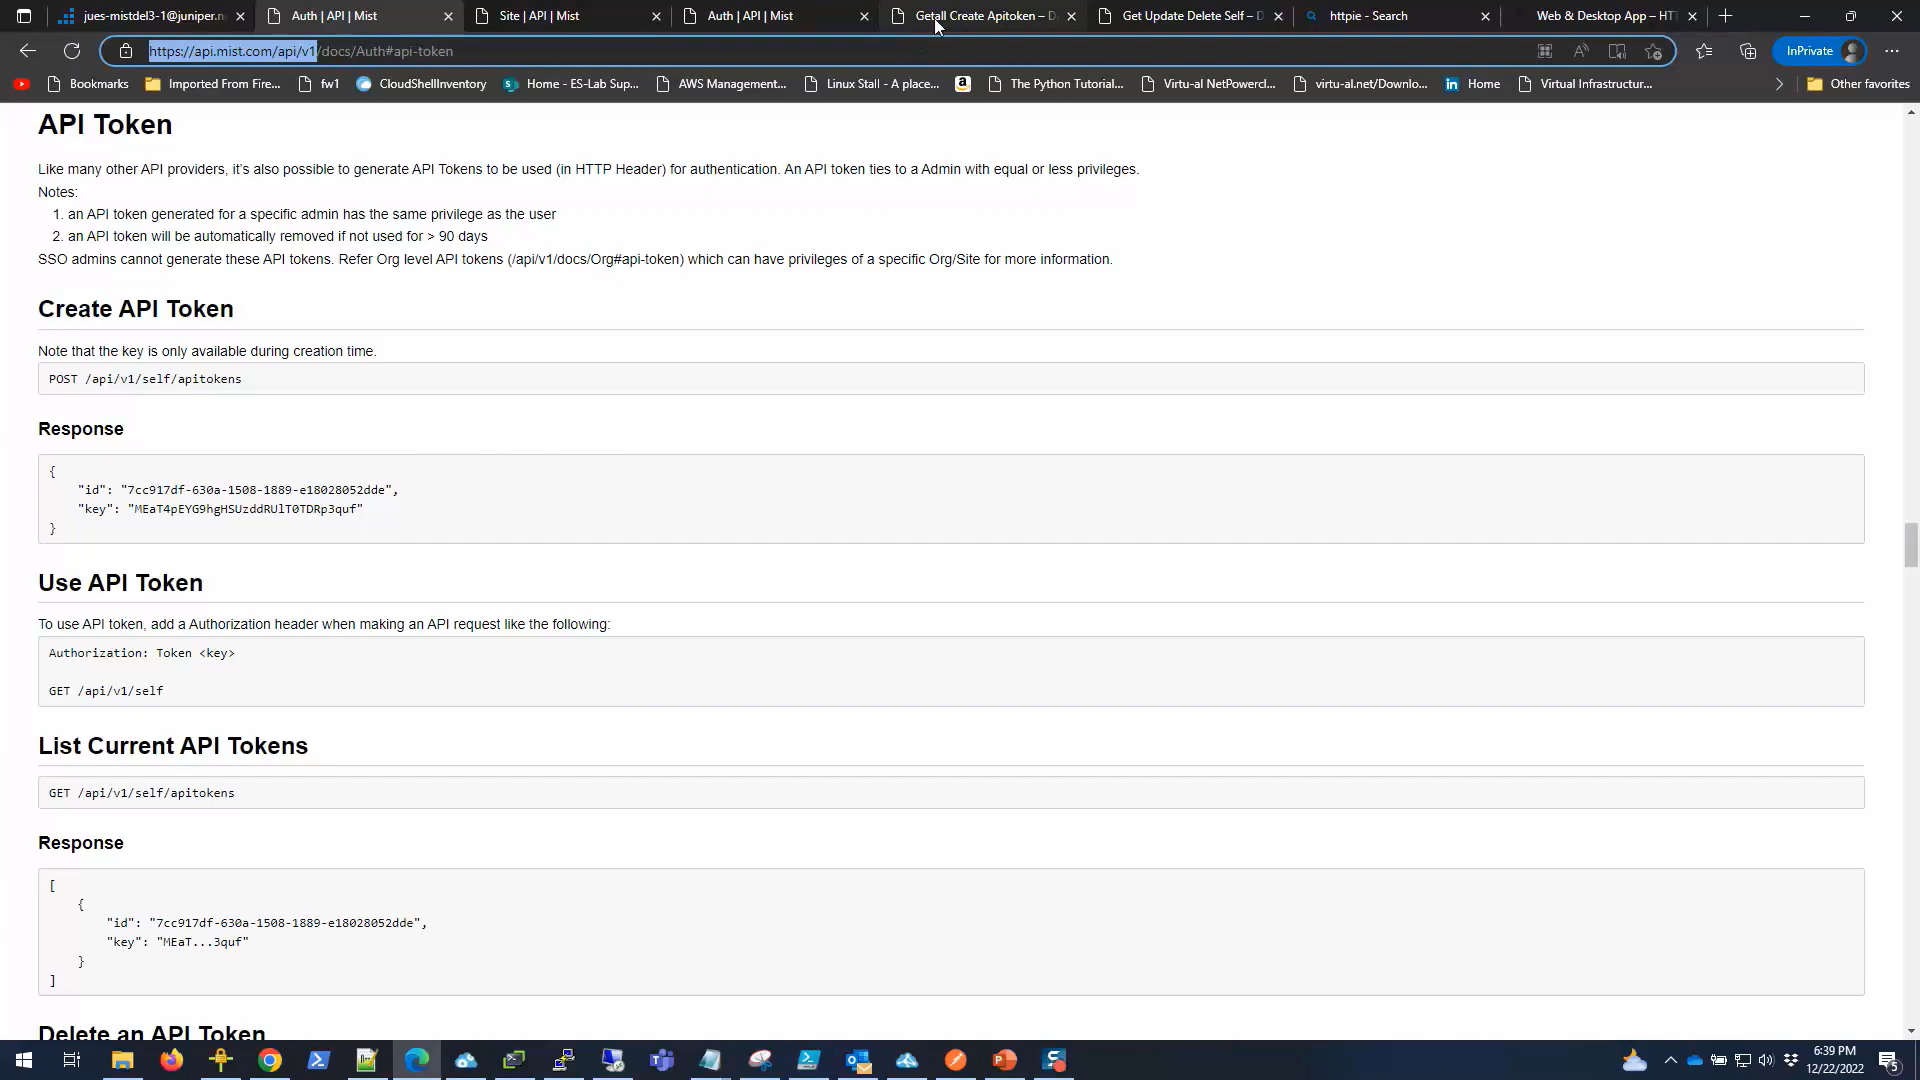 jues-mistdel3-1@juniper.n
Auth | API | Mist
Site | API | Mist
Auth | API | Mist
Getall Create Apitoken – D
Get Update Delete Self – D
httpie - Search
Web & Desktop App – HT
https://api.mist.com/api/v1/docs/Auth#api-token
InPrivate
Bookmarks
Imported From Fire...
fw1
CloudShellInventory
Home - ES-Lab Sup...
AWS Management...
Linux Stall - A place...
The Python Tutorial...
Virtu-al NetPowercl...
virtu-al.net/Downlo...
Home
Virtual Infrastructur...
Other favorites
API Token
Like many other API providers, it's also possible to generate API Tokens to be used (in HTTP Header) for authentication. An API token ties to a Admin with equal or less privileges.
Notes:
1. an API token generated for a specific admin has the same privilege as the user
2. an API token will be automatically removed if not used for > 90 days
SSO admins cannot generate these API tokens. Refer Org level API tokens (/api/v1/docs/Org#api-token) which can have privileges of a specific Org/Site for more information.
Create API Token
Note that the key is only available during creation time.
POST /api/v1/self/apitokens
Response
{
"id": "7cc917df-630a-1508-1889-e18028052dde",
"key": "MEaT4pEYG9hgHSUzddRUlT0TDRp3quf"
}
Use API Token
To use API token, add a Authorization header when making an API request like the following:
Authorization: Token <key>
GET /api/v1/self
List Current API Tokens
GET /api/v1/self/apitokens
Response
[
{
"id": "7cc917df-630a-1508-1889-e18028052dde",
"key": "MEaT...3quf"
}
]
Delete an API Token
6:39 PM
12/22/2022
5